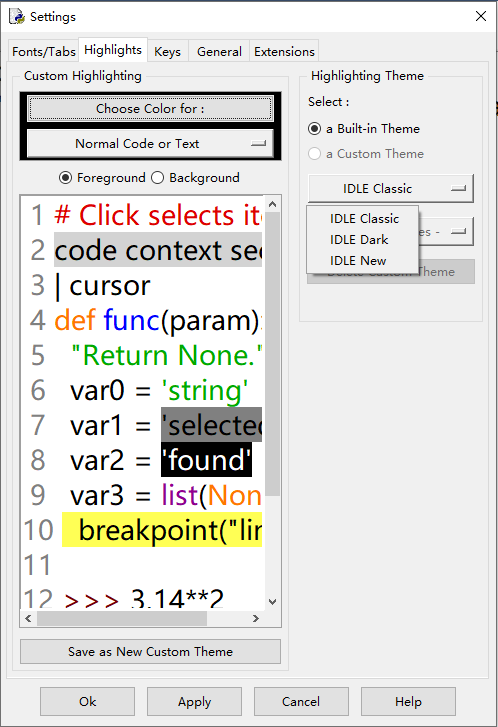 Settings
Fonts/Tabs Highlights Keys General Extensions
Custom Highlighting
Choose Color for :
Normal Code or Text
Foreground Background
1 # Click selects ite
2 code context sec
3 | cursor
4 def func(param):
5 "Return None."
6 var0 = 'string'
7 var1 = 'selected
8 var2 = 'found'
9 var3 = list(Non
10 breakpoint("lin
11
12 >>> 3.14**2
Save as New Custom Theme
Highlighting Theme
Select :
a Built-in Theme
a Custom Theme
IDLE Classic
IDLE Classic
IDLE Dark
IDLE New
Delete Custom Theme
Ok Apply Cancel Help